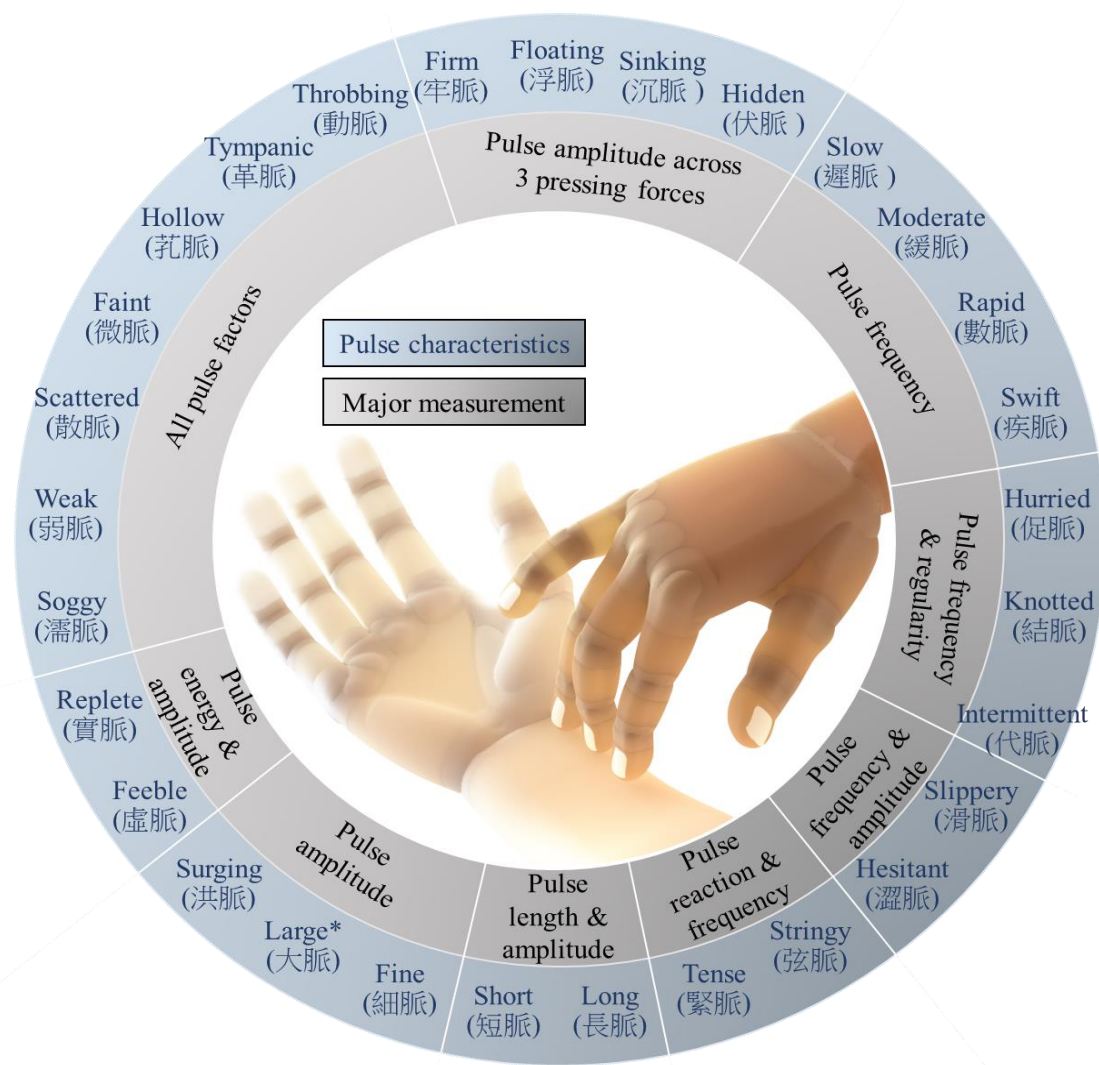 Firm
(牢脈)
Floating
(浮脈)
Sinking
(沉脈 )
Hidden
(伏脈 )
Slow
(遲脈 )
Moderate
(緩脈)
Rapid
(數脈)
Swift
(疾脈)
Hurried
(促脈)
Knotted
(結脈)
Intermittent
(代脈)
Slippery
(滑脈)
Hesitant
(澀脈)
Stringy
(弦脈)
Tense
(緊脈)
Long
(長脈)
Short
(短脈)
Fine
(細脈)
Large*
(大脈)
Surging
(洪脈)
Feeble
(虛脈)
Replete
(實脈)
Soggy
(濡脈)
Weak
(弱脈)
Scattered
(散脈)
Faint
(微脈)
Hollow
(芤脈)
Tympanic
(革脈)
Throbbing
(動脈)
Pulse amplitude across
3 pressing forces
Pulse frequency
Pulse frequency
& regularity
Pulse
frequency &
amplitude
Pulse
reaction &
frequency
Pulse
length &
amplitude
Pulse
amplitude
Pulse
energy &
amplitude
All pulse factors
Pulse characteristics
Major measurement